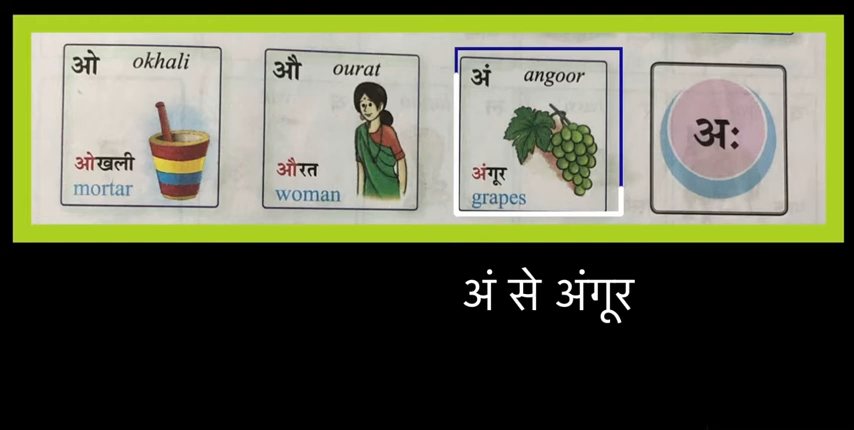 ओ okhali
ओखली
mortar
औ ourat
औरत
woman
अं angoor
अंगूर
grapes
अः
अं से अंगूर